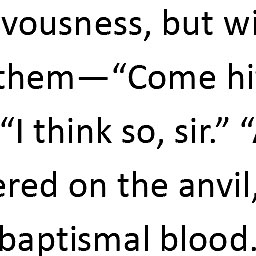 vousness, but wi
them—“Come hi
“I think so, sir.” “
ered on the anvil,
baptismal blood.